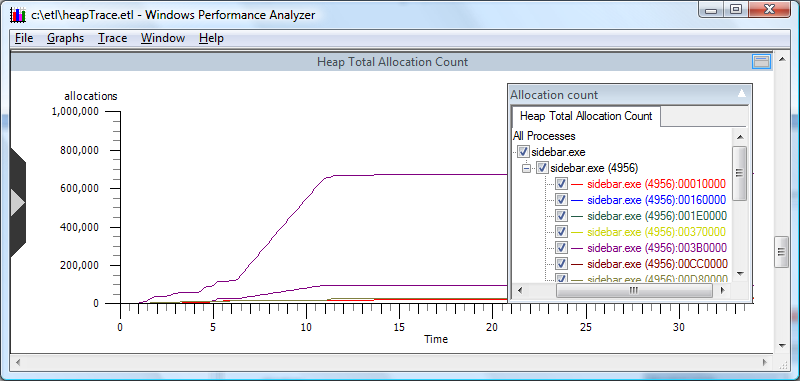 c:\etl\heapTrace.etl - Windows Performance Analyzer
File Graphs Trace Window Help
Heap Total Allocation Count
allocations
1,000,000
800,000
600,000
400,000
200,000
0
0 5 10 15 20 25 30
Time
Allocation count
Heap Total Allocation Count
All Processes
sidebar.exe
sidebar.exe (4956)
sidebar.exe (4956):00010000
sidebar.exe (4956):00160000
sidebar.exe (4956):001E0000
sidebar.exe (4956):00370000
sidebar.exe (4956):003B0000
sidebar.exe (4956):00CC0000
sidebar.exe (4956):00D80000